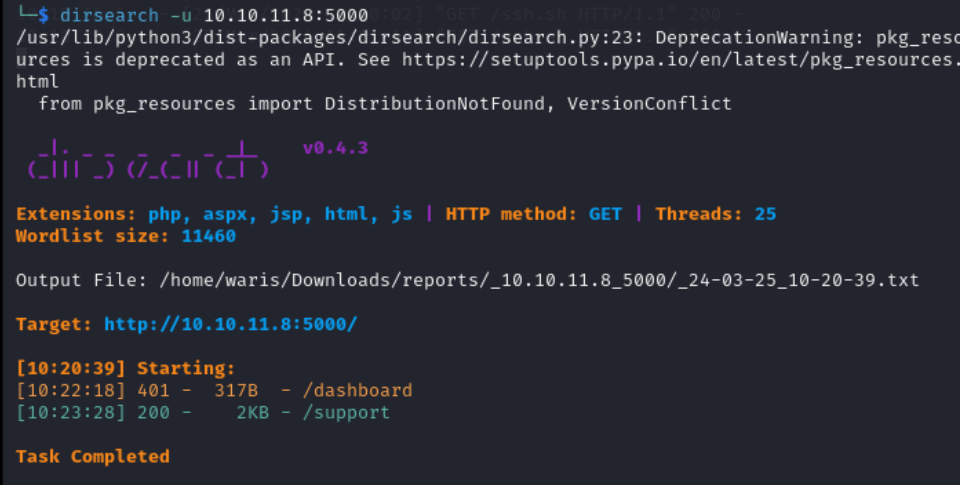 └─$ dirsearch -u 10.10.11.8:5000
/usr/lib/python3/dist-packages/dirsearch/dirsearch.py:23: DeprecationWarning: pkg_reso
urces is deprecated as an API. See https://setuptools.pypa.io/en/latest/pkg_resources.
html
  from pkg_resources import DistributionNotFound, VersionConflict
v0.4.3
Extensions: php, aspx, jsp, html, js | HTTP method: GET | Threads: 25
Wordlist size: 11460
Output File: /home/waris/Downloads/reports/_10.10.11.8_5000/_24-03-25_10-20-39.txt
Target: http://10.10.11.8:5000/
[10:20:39] Starting:
[10:22:18] 401 -  317B  - /dashboard
[10:23:28] 200 -    2KB - /support
Task Completed